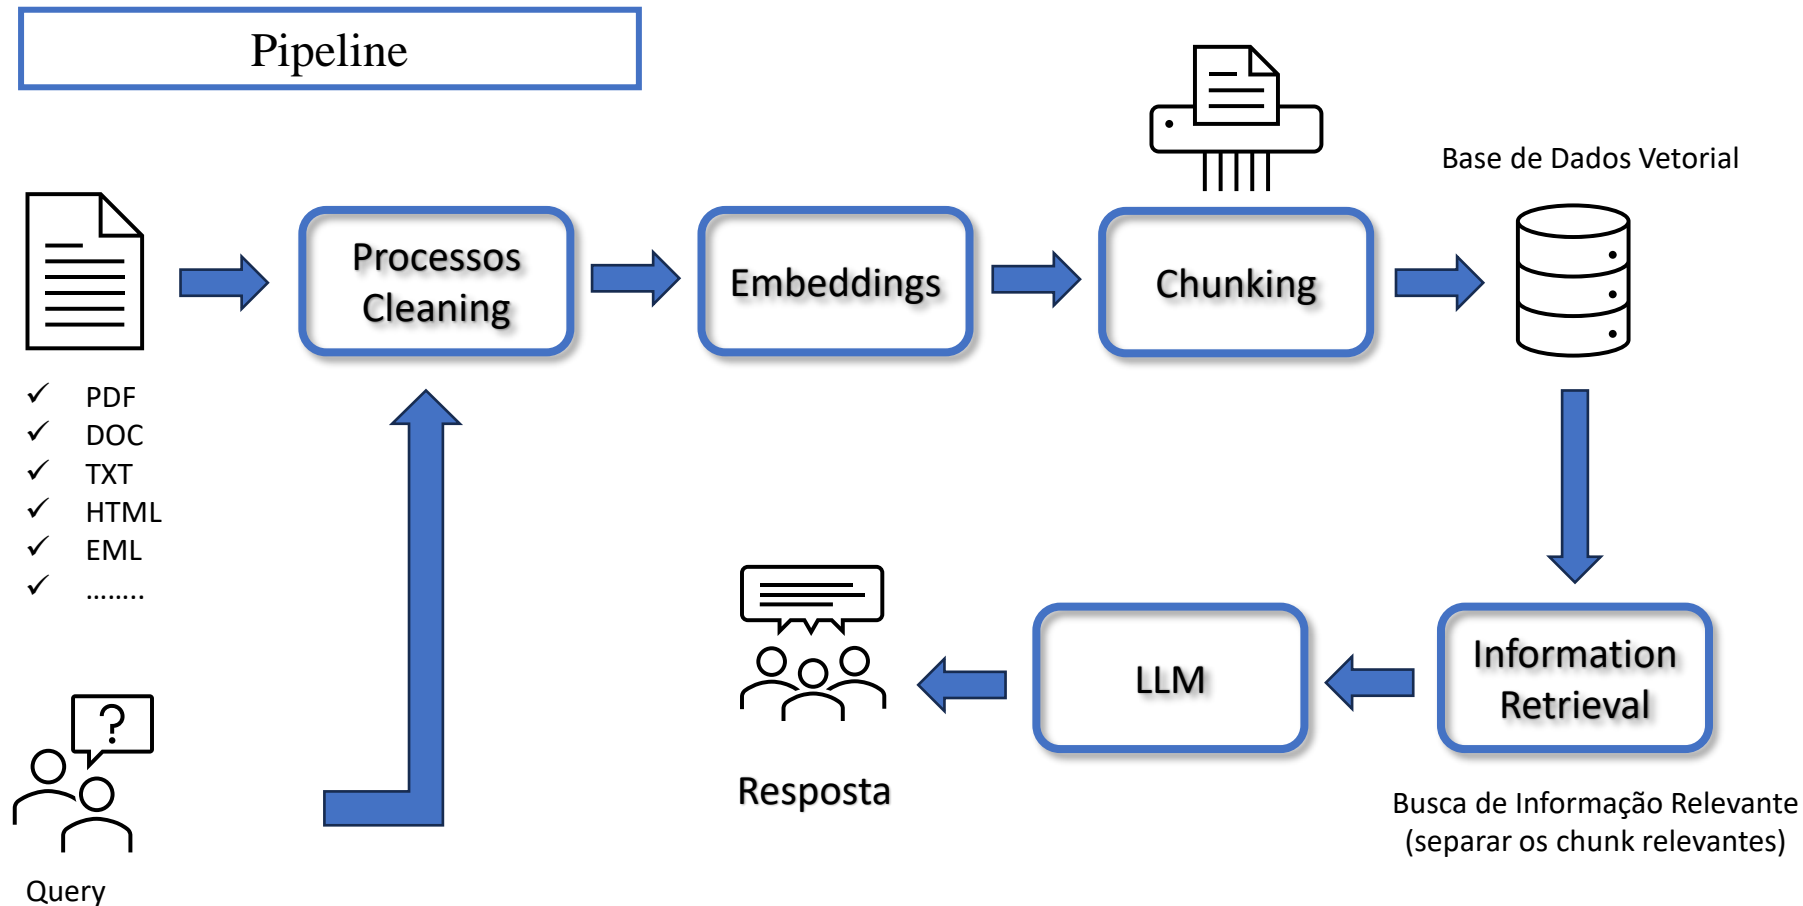 Pipeline
Base de Dados Vetorial
Processos
Cleaning
Embeddings
Chunking
✓ PDF
✓ DOC
✓ TXT
✓ HTML
✓ EML
✓ ........
?
LLM
Information
Retrieval
Resposta
Busca de Informação Relevante
(separar os chunk relevantes)
Query